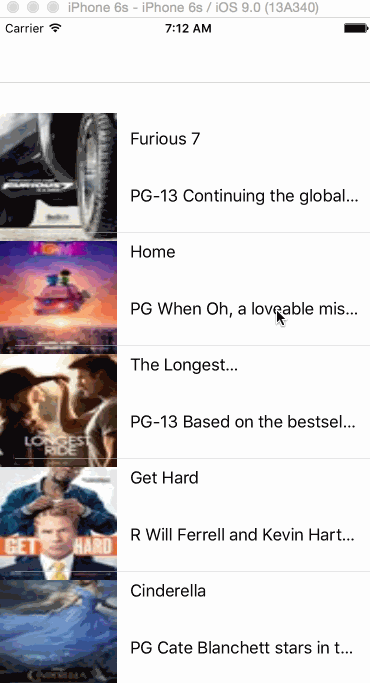 iPhone 6s - iPhone 6s / iOS 9.0 (13A340)
Carrier 7:12 AM
Furious 7
PG-13 Continuing the global...
HOME
Home
PG When Oh, a loveable mis...
The Longest...
PG-13 Based on the bestsel...
LONGEST
RIDE
Get Hard
GET HARD
R Will Ferrell and Kevin Hart...
Cinderella
PG Cate Blanchett stars in t...
CINDERELLA